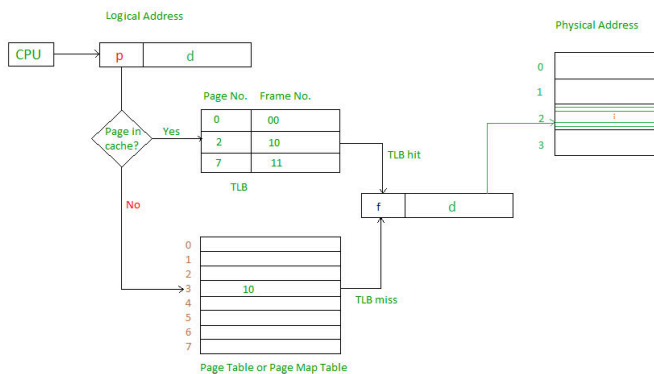 Logical Address
Physical Address
CPU
p d
Page No. Frame No.
0 00
2 10
7 11
TLB
Page in
cache?
Yes
No
TLB hit
f d
TLB miss
0
1
2
3
4
5
6
7
10
Page Table or Page Map Table
0
1
2
3